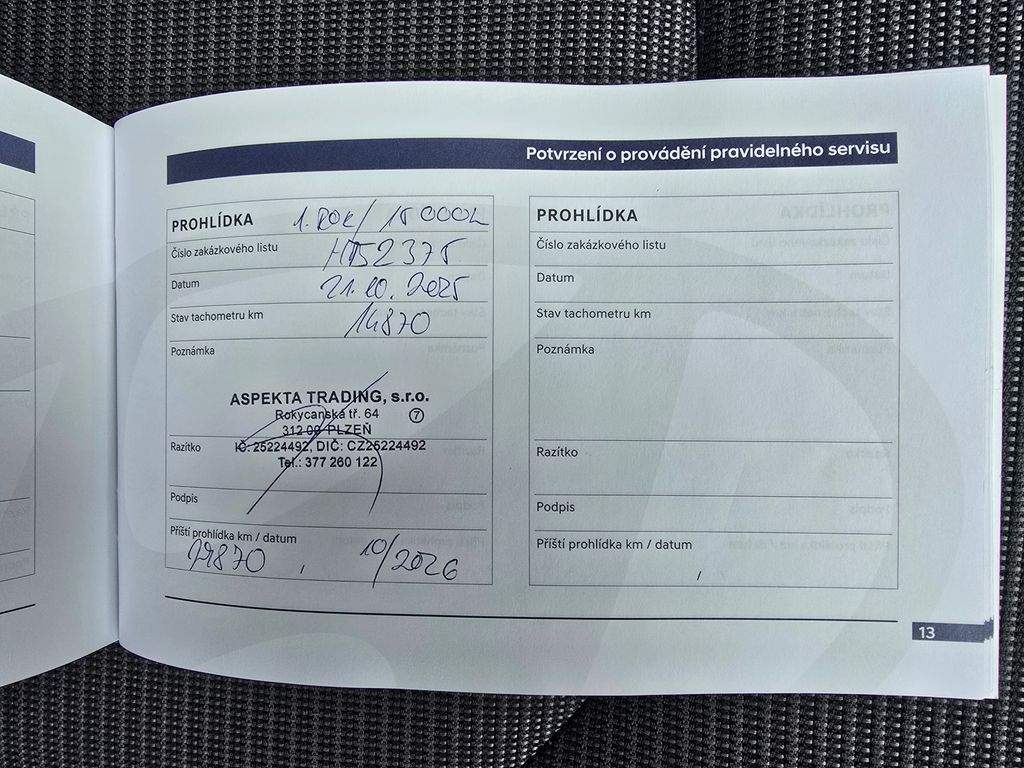 Potvrzení o provádění pravidelného servisu
PROHLÍDKA 1. ROK/ 15 000
Číslo zakázkového listu
Datum 21.10.2025
Stav tachometru km 14870
Poznámka
ASPEKTA TRADING, s.r.o.
Rokycanská tř. 64 7
312 00 PLZEŇ
Razítko IČ: 25224492, DIČ: CZ25224492
Tel.: 377 260 122
Podpis
Příští prohlídka km / datum
29870 / 10/2026
PROHLÍDKA
Číslo zakázkového listu
Datum
Stav tachometru km
Poznámka
Razítko
Podpis
Příští prohlídka km / datum
/
13